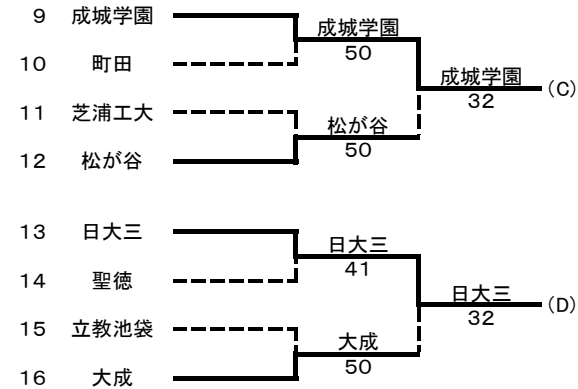 9 成城学園
成城学園
50
10 町田
成城学園 (C)
32
11 芝浦工大
松が谷
50
12 松が谷
13 日大三
日大三
41
14 聖徳
日大三 (D)
32
15 立教池袋
大成
50
16 大成